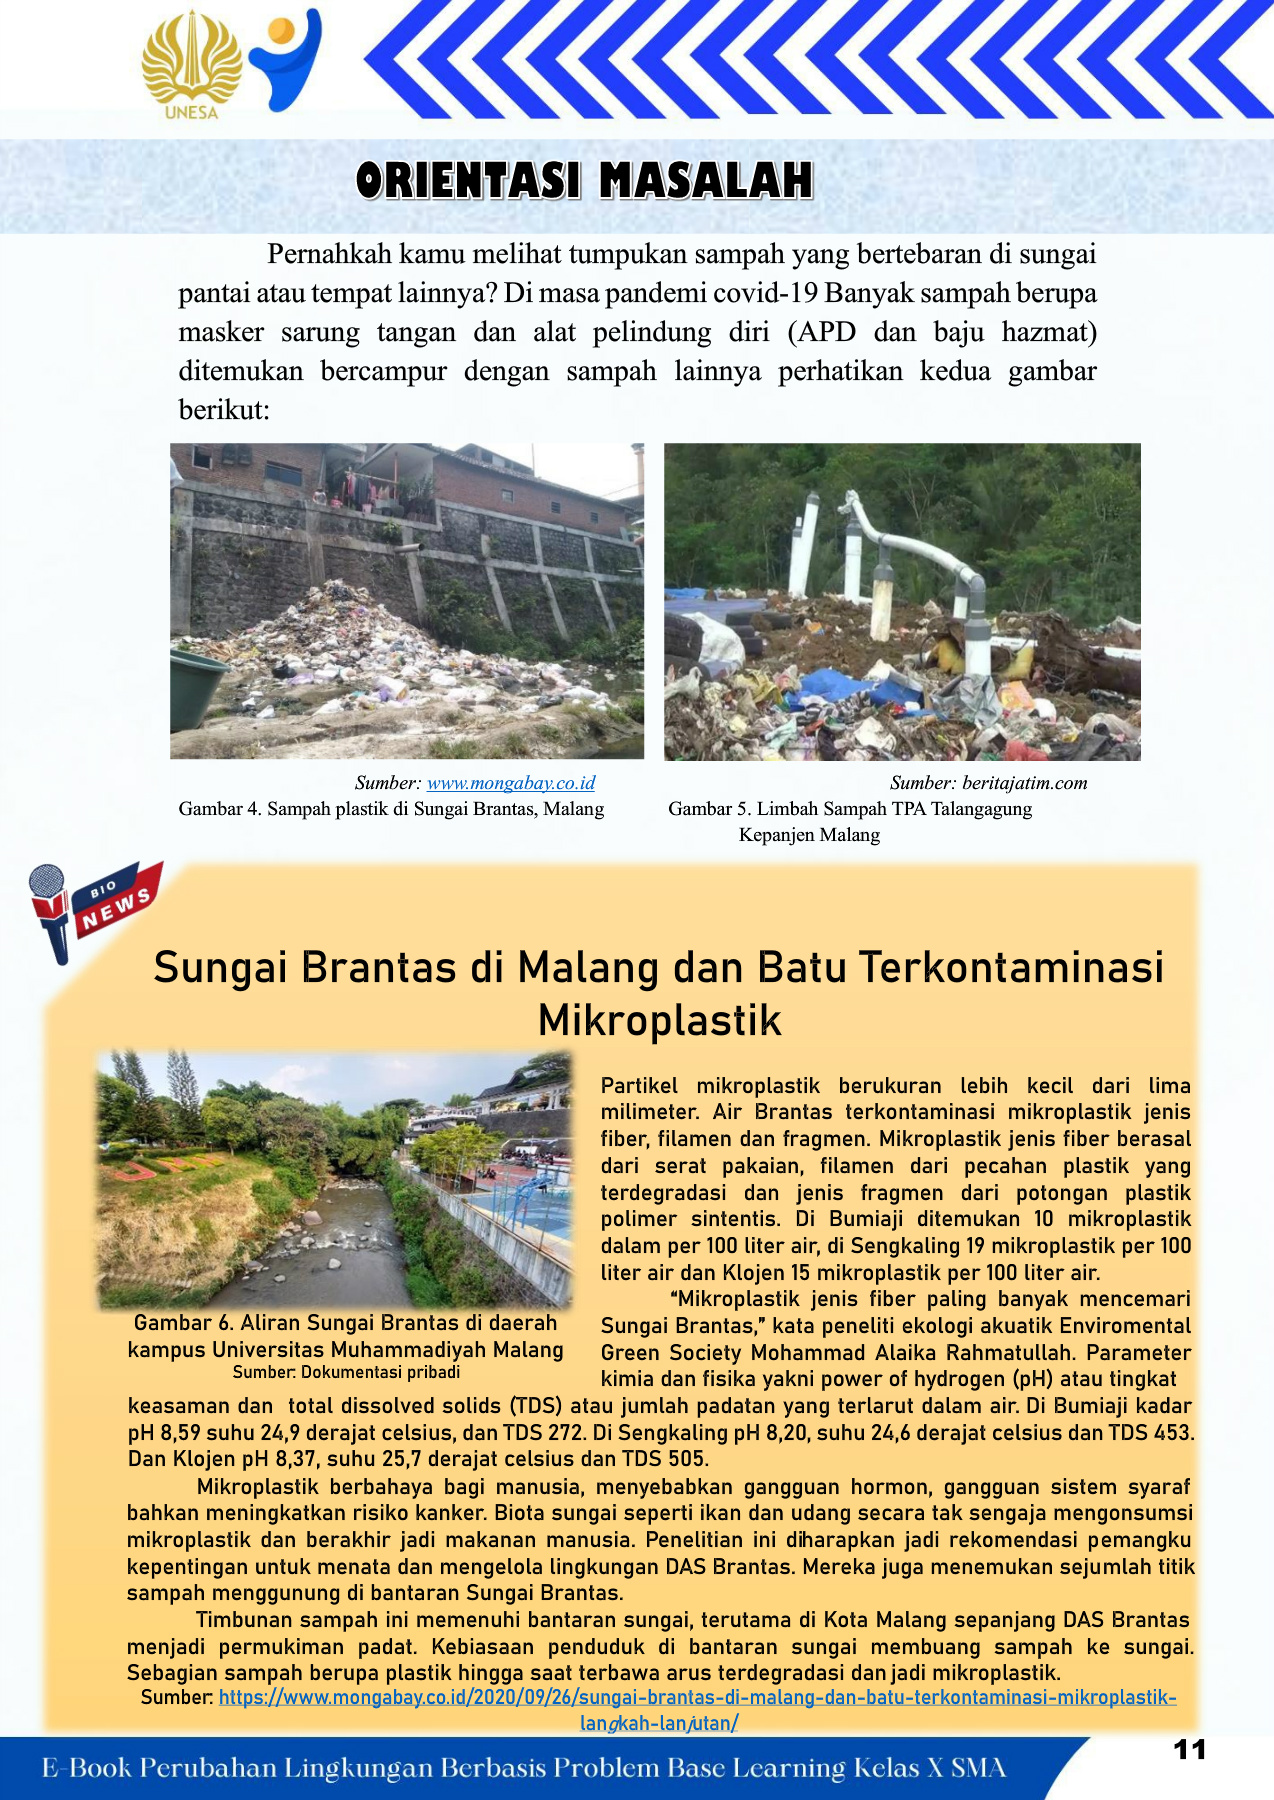 UNESA
ORIENTASI MASALAH
Pernahkah kamu melihat tumpukan sampah yang bertebaran di sungai
pantai atau tempat lainnya? Di masa pandemi covid-19 Banyak sampah berupa
masker sarung tangan dan alat pelindung diri (APD dan baju hazmat)
ditemukan bercampur dengan sampah lainnya perhatikan kedua gambar
berikut:
Sumber: www.mongabay.co.id
Gambar 4. Sampah plastik di Sungai Brantas, Malang
Sumber: beritajatim.com
Gambar 5. Limbah Sampah TPA Talangagung
Kepanjen Malang
BIO
NEWS
Sungai Brantas di Malang dan Batu Terkontaminasi
Mikroplastik
UMM
Gambar 6. Aliran Sungai Brantas di daerah
kampus Universitas Muhammadiyah Malang
Sumber: Dokumentasi pribadi
Partikel mikroplastik berukuran lebih kecil dari lima
milimeter. Air Brantas terkontaminasi mikroplastik jenis
fiber, filamen dan fragmen. Mikroplastik jenis fiber berasal
dari serat pakaian, filamen dari pecahan plastik yang
terdegradasi dan jenis fragmen dari potongan plastik
polimer sintentis. Di Bumiaji ditemukan 10 mikroplastik
dalam per 100 liter air, di Sengkaling 19 mikroplastik per 100
liter air dan Klojen 15 mikroplastik per 100 liter air.
“Mikroplastik jenis fiber paling banyak mencemari
Sungai Brantas,” kata peneliti ekologi akuatik Enviromental
Green Society Mohammad Alaika Rahmatullah. Parameter
kimia dan fisika yakni power of hydrogen (pH) atau tingkat
keasaman dan total dissolved solids (TDS) atau jumlah padatan yang terlarut dalam air. Di Bumiaji kadar
pH 8,59 suhu 24,9 derajat celsius, dan TDS 272. Di Sengkaling pH 8,20, suhu 24,6 derajat celsius dan TDS 453.
Dan Klojen pH 8,37, suhu 25,7 derajat celsius dan TDS 505.
Mikroplastik berbahaya bagi manusia, menyebabkan gangguan hormon, gangguan sistem syaraf
bahkan meningkatkan risiko kanker. Biota sungai seperti ikan dan udang secara tak sengaja mengonsumsi
mikroplastik dan berakhir jadi makanan manusia. Penelitian ini diharapkan jadi rekomendasi pemangku
kepentingan untuk menata dan mengelola lingkungan DAS Brantas. Mereka juga menemukan sejumlah titik
sampah menggunung di bantaran Sungai Brantas.
Timbunan sampah ini memenuhi bantaran sungai, terutama di Kota Malang sepanjang DAS Brantas
menjadi permukiman padat. Kebiasaan penduduk di bantaran sungai membuang sampah ke sungai.
Sebagian sampah berupa plastik hingga saat terbawa arus terdegradasi dan jadi mikroplastik.
Sumber: https://www.mongabay.co.id/2020/09/26/sungai-brantas-di-malang-dan-batu-terkontaminasi-mikroplastik-
langkah-lanjutan/
E-Book Perubahan Lingkungan Berbasis Problem Base Learning Kelas X SMA
11